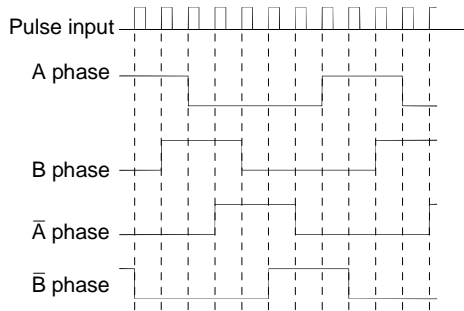 Pulse input
A phase
B phase
A̅ phase
B̅ phase